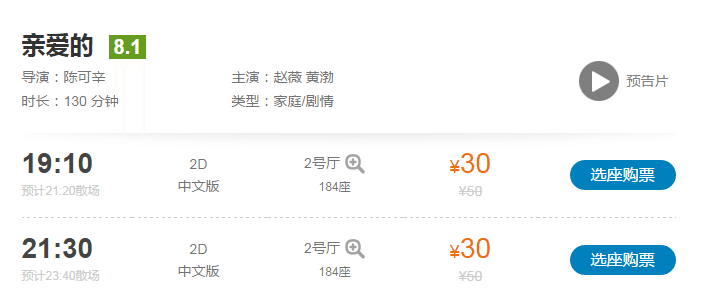 亲爱的 8.1
导演：陈可辛 主演：赵薇 黄渤
预告片
时长：130 分钟 类型：家庭/剧情
19:10 2D 2号厅 ¥30 选座购票
预计21:20散场 中文版 184座 ¥50
21:30 2D 2号厅 ¥30 选座购票
预计23:40散场 中文版 184座 ¥50